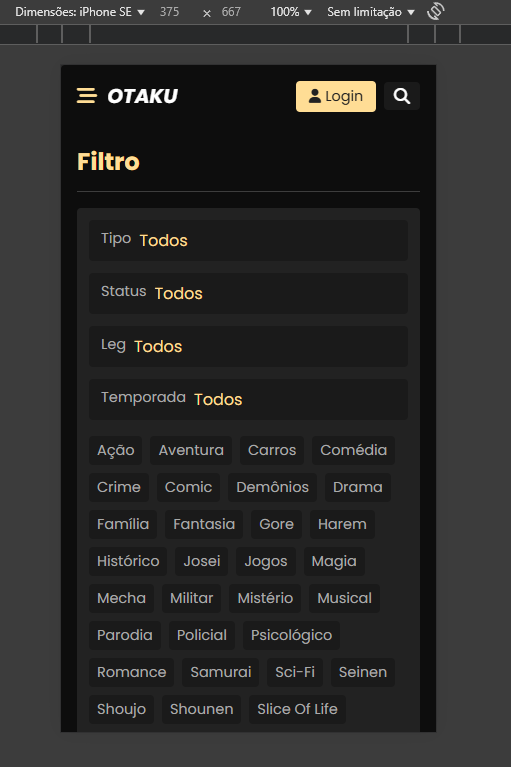 Dimensões: iPhone SE 375 × 667 100% Sem limitação
OTAKU Login
Filtro
Tipo Todos
Status Todos
Leg Todos
Temporada Todos
Ação Aventura Carros Comédia
Crime Comic Demônios Drama
Família Fantasia Gore Harem
Histórico Josei Jogos Magia
Mecha Militar Mistério Musical
Parodia Policial Psicológico
Romance Samurai Sci-Fi Seinen
Shoujo Shounen Slice Of Life